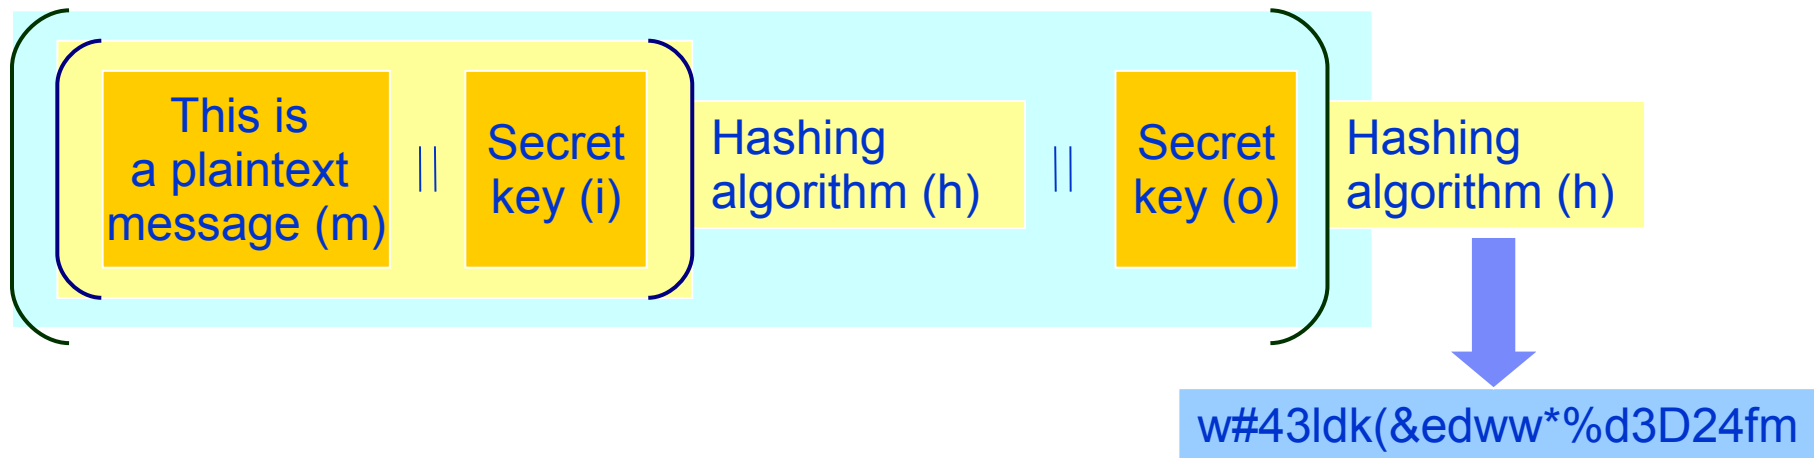 This is
a plaintext
message (m)
||
Secret
key (i)
Hashing
algorithm (h)
||
Secret
key (o)
Hashing
algorithm (h)
w#43ldk(&edww*%d3D24fm